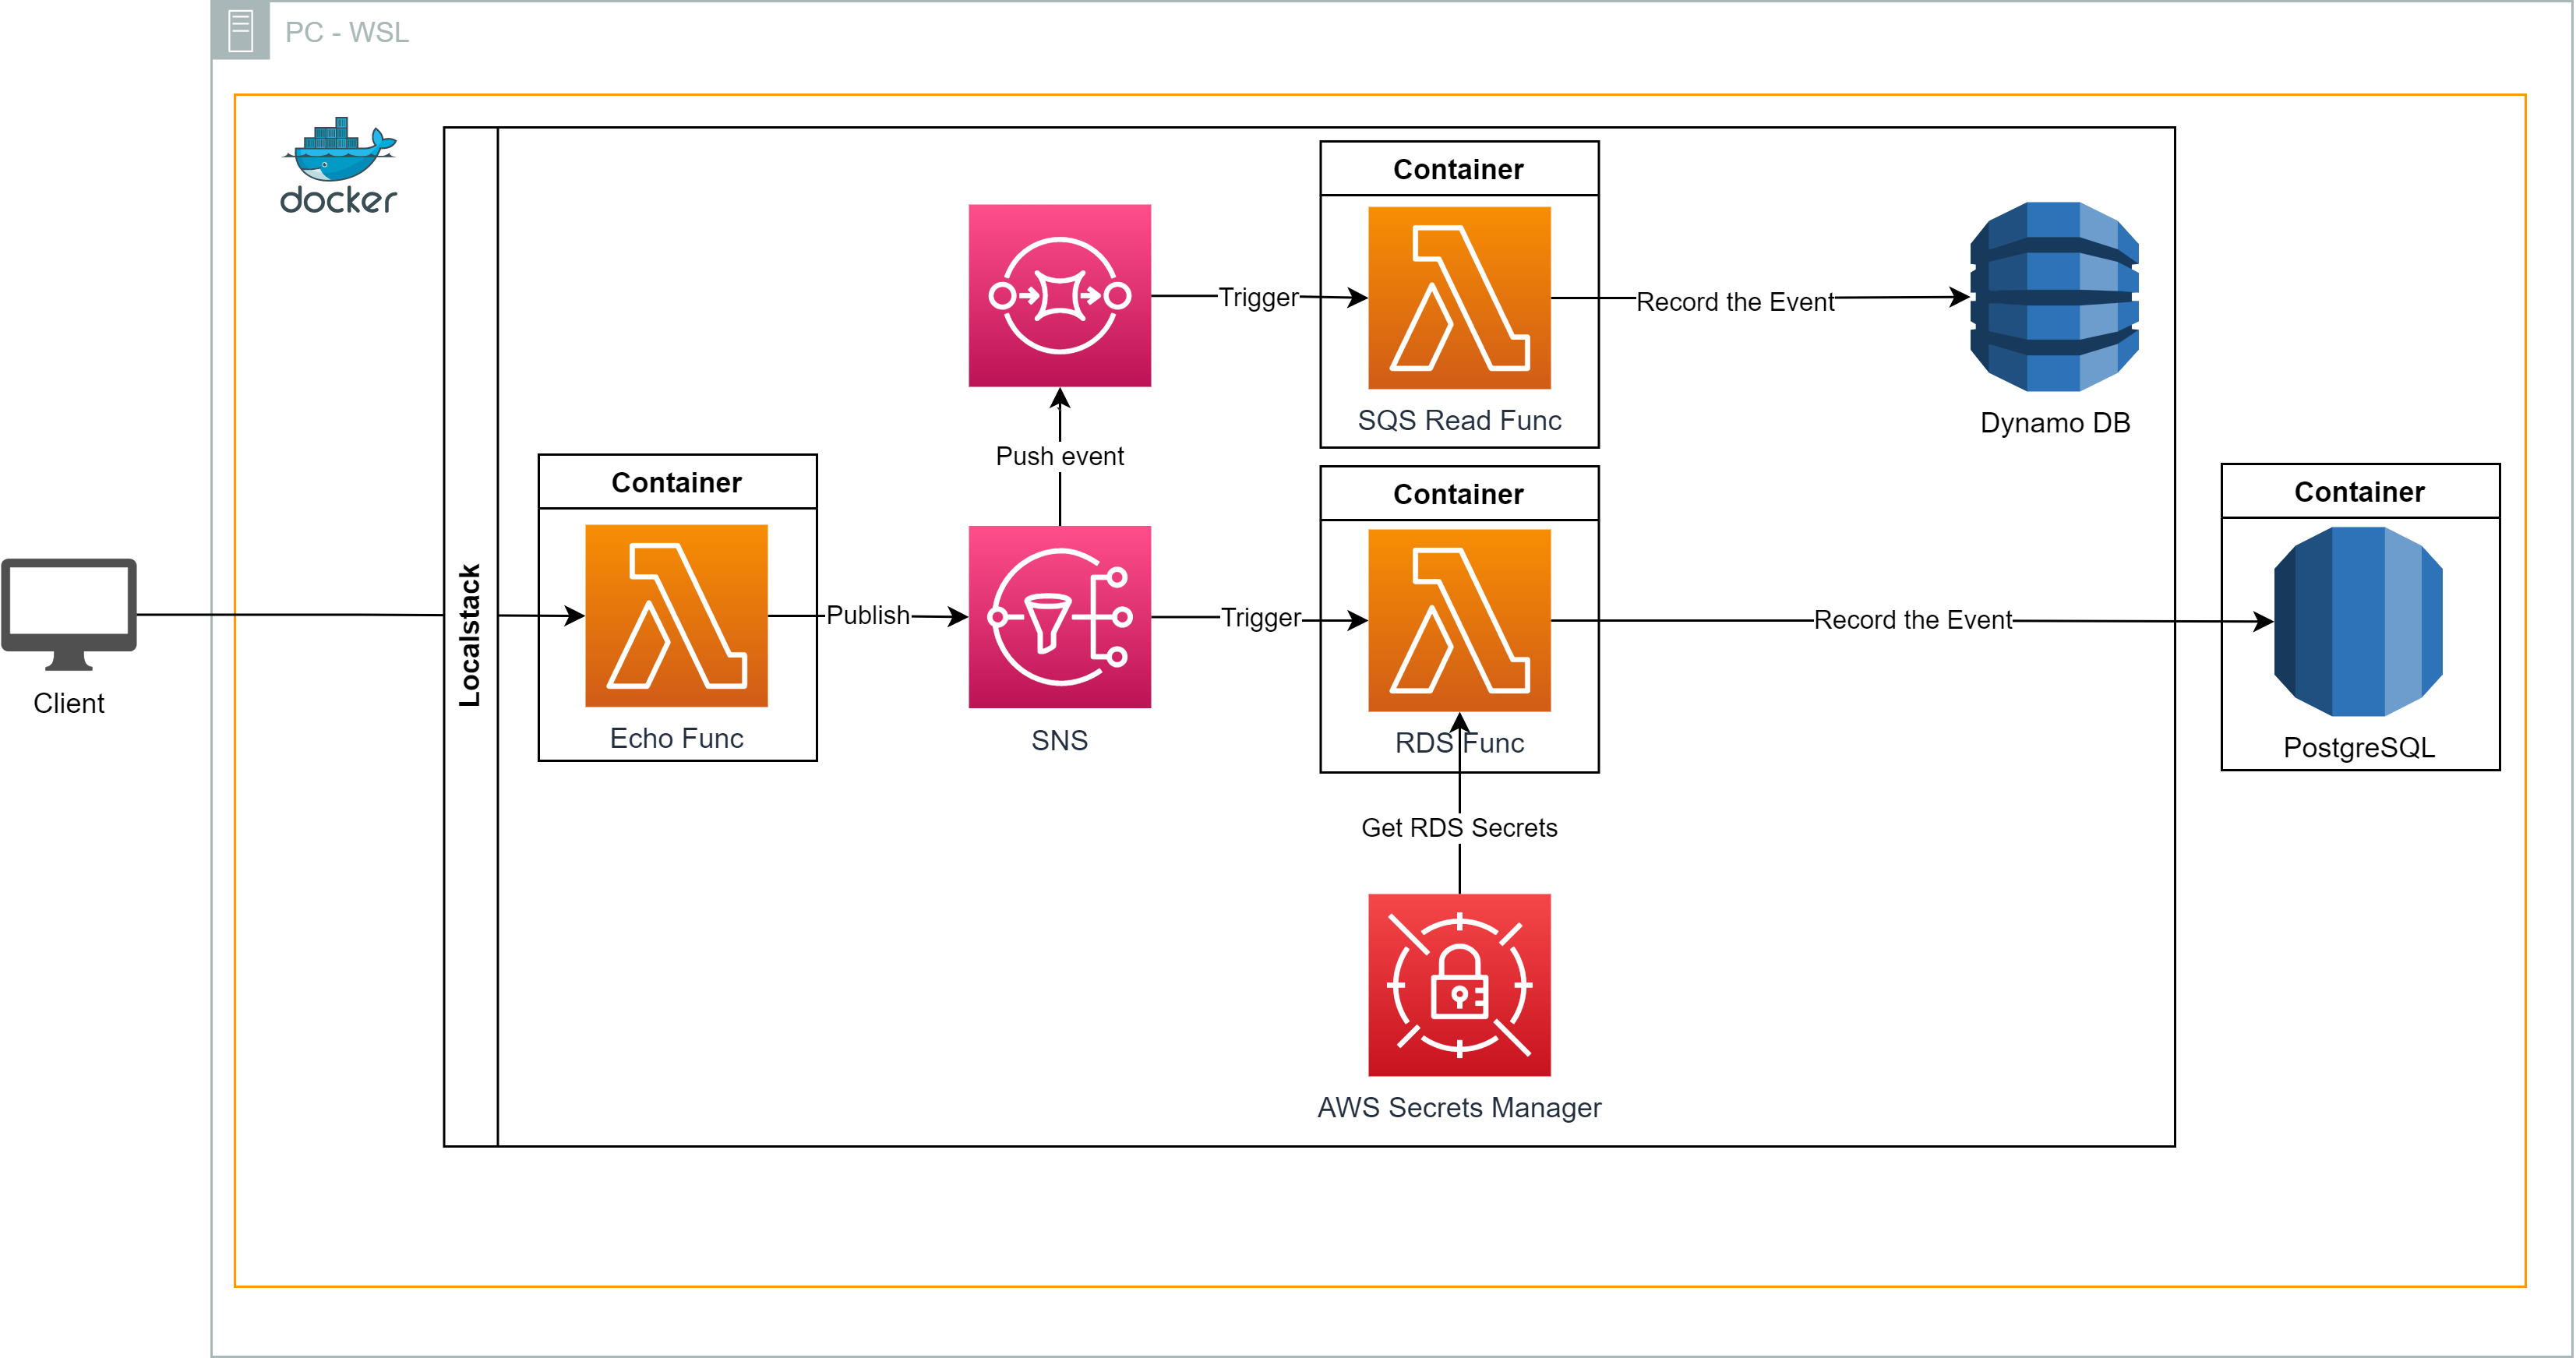 PC - WSL
docker
Localstack
Container
SQS Read Func
Trigger
Record the Event
Dynamo DB
Push event
Container
Echo Func
Publish
SNS
Trigger
Container
RDS Func
Record the Event
Container
PostgreSQL
Client
Get RDS Secrets
AWS Secrets Manager